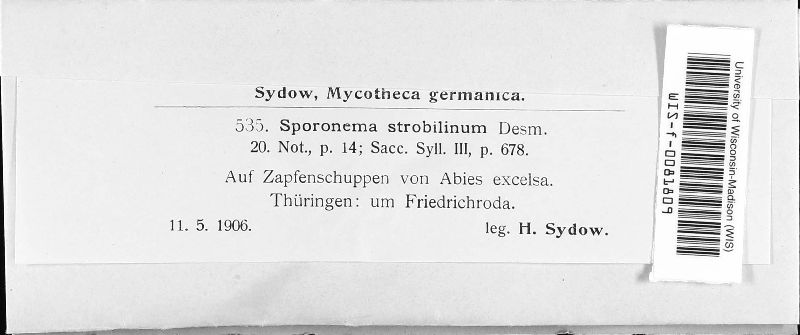 Sydow, Mycotheca germanica.
535. Sporonema strobilinum Desm.
20. Not., p. 14; Sacc. Syll. III, p. 678.
Auf Zapfenschuppen von Abies excelsa.
Thüringen: um Friedrichroda.
11. 5. 1906. leg. H. Sydow.
University of Wisconsin-Madison (WIS)
WIS-f-0081809